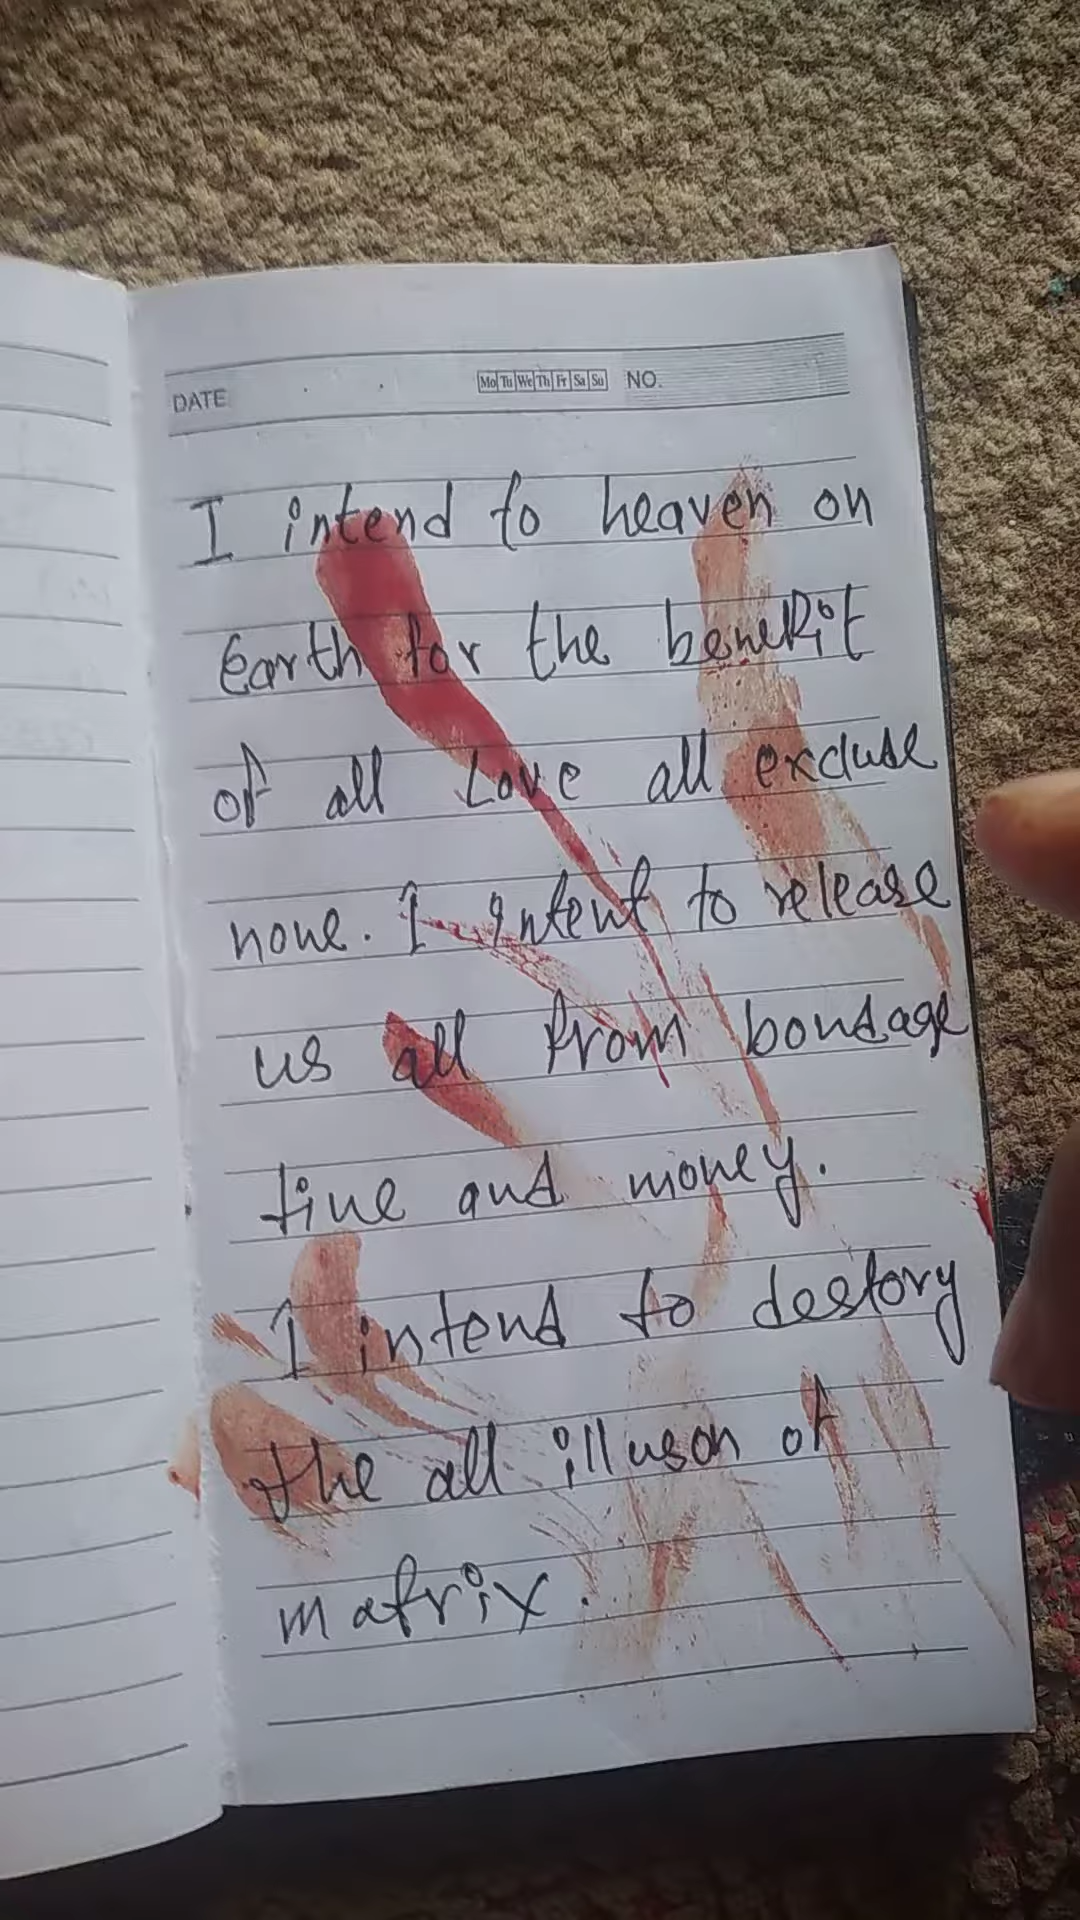 DATE Mo Tu We Th Fr Sa Su NO.
I intend to heaven on
Earth for the benefit
of all Love all exclude
none. I intent to release
us all from bondage
time and money.
I intend to destory
the all illuson of
matrix.